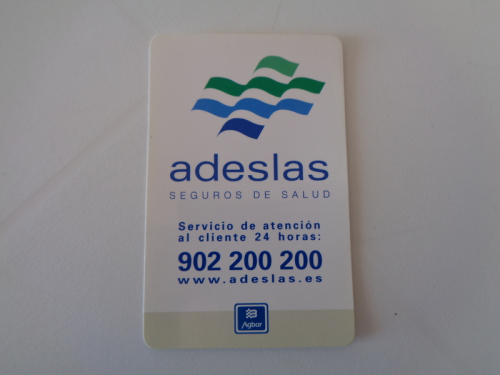 adeslas
SEGUROS DE SALUD
Servicio de atención
al cliente 24 horas:
902 200 200
www.adeslas.es
Agbar